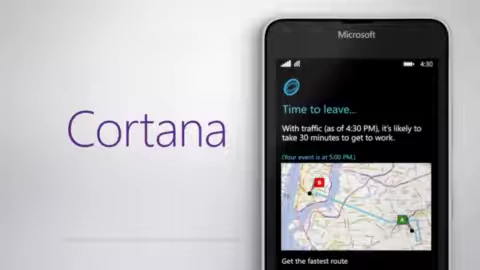 Cortana
Microsoft
4:30
Time to leave...
With traffic (as of 4:30 PM), it's likely to
take 30 minutes to get to work.
(Your event is at 5:00 PM.)
B
A
Get the fastest route